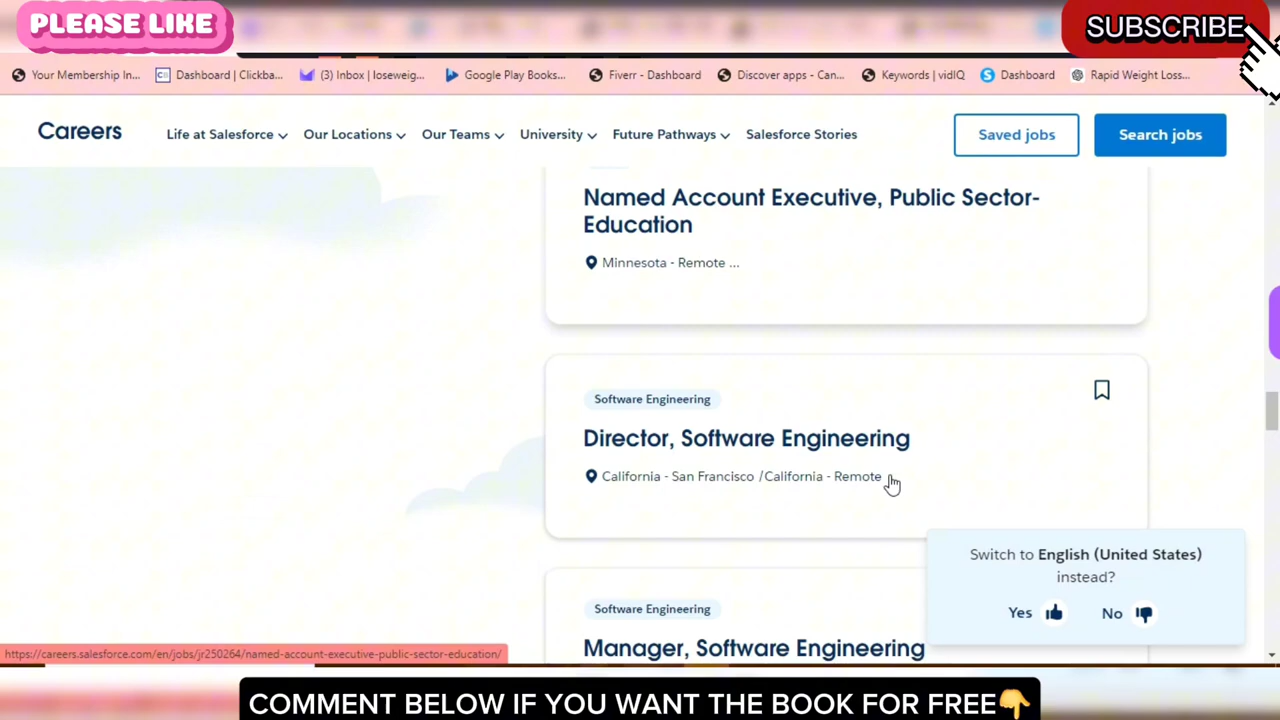 PLEASE LIKE
SUBSCRIBE
Your Membership In... Dashboard | Clickba... (3) Inbox | loseweig... Google Play Books... Fiverr - Dashboard Discover apps - Can... Keywords | vidIQ Dashboard Rapid Weight Loss...
Careers Life at Salesforce Our Locations Our Teams University Future Pathways Salesforce Stories Saved jobs Search jobs
Named Account Executive, Public Sector-
Education
Minnesota - Remote ...
Software Engineering
Director, Software Engineering
California - San Francisco /California - Remote
Switch to English (United States)
instead?
Yes No
Software Engineering
Manager, Software Engineering
https://careers.salesforce.com/en/jobs/jr250264/named-account-executive-public-sector-education/
COMMENT BELOW IF YOU WANT THE BOOK FOR FREE👇